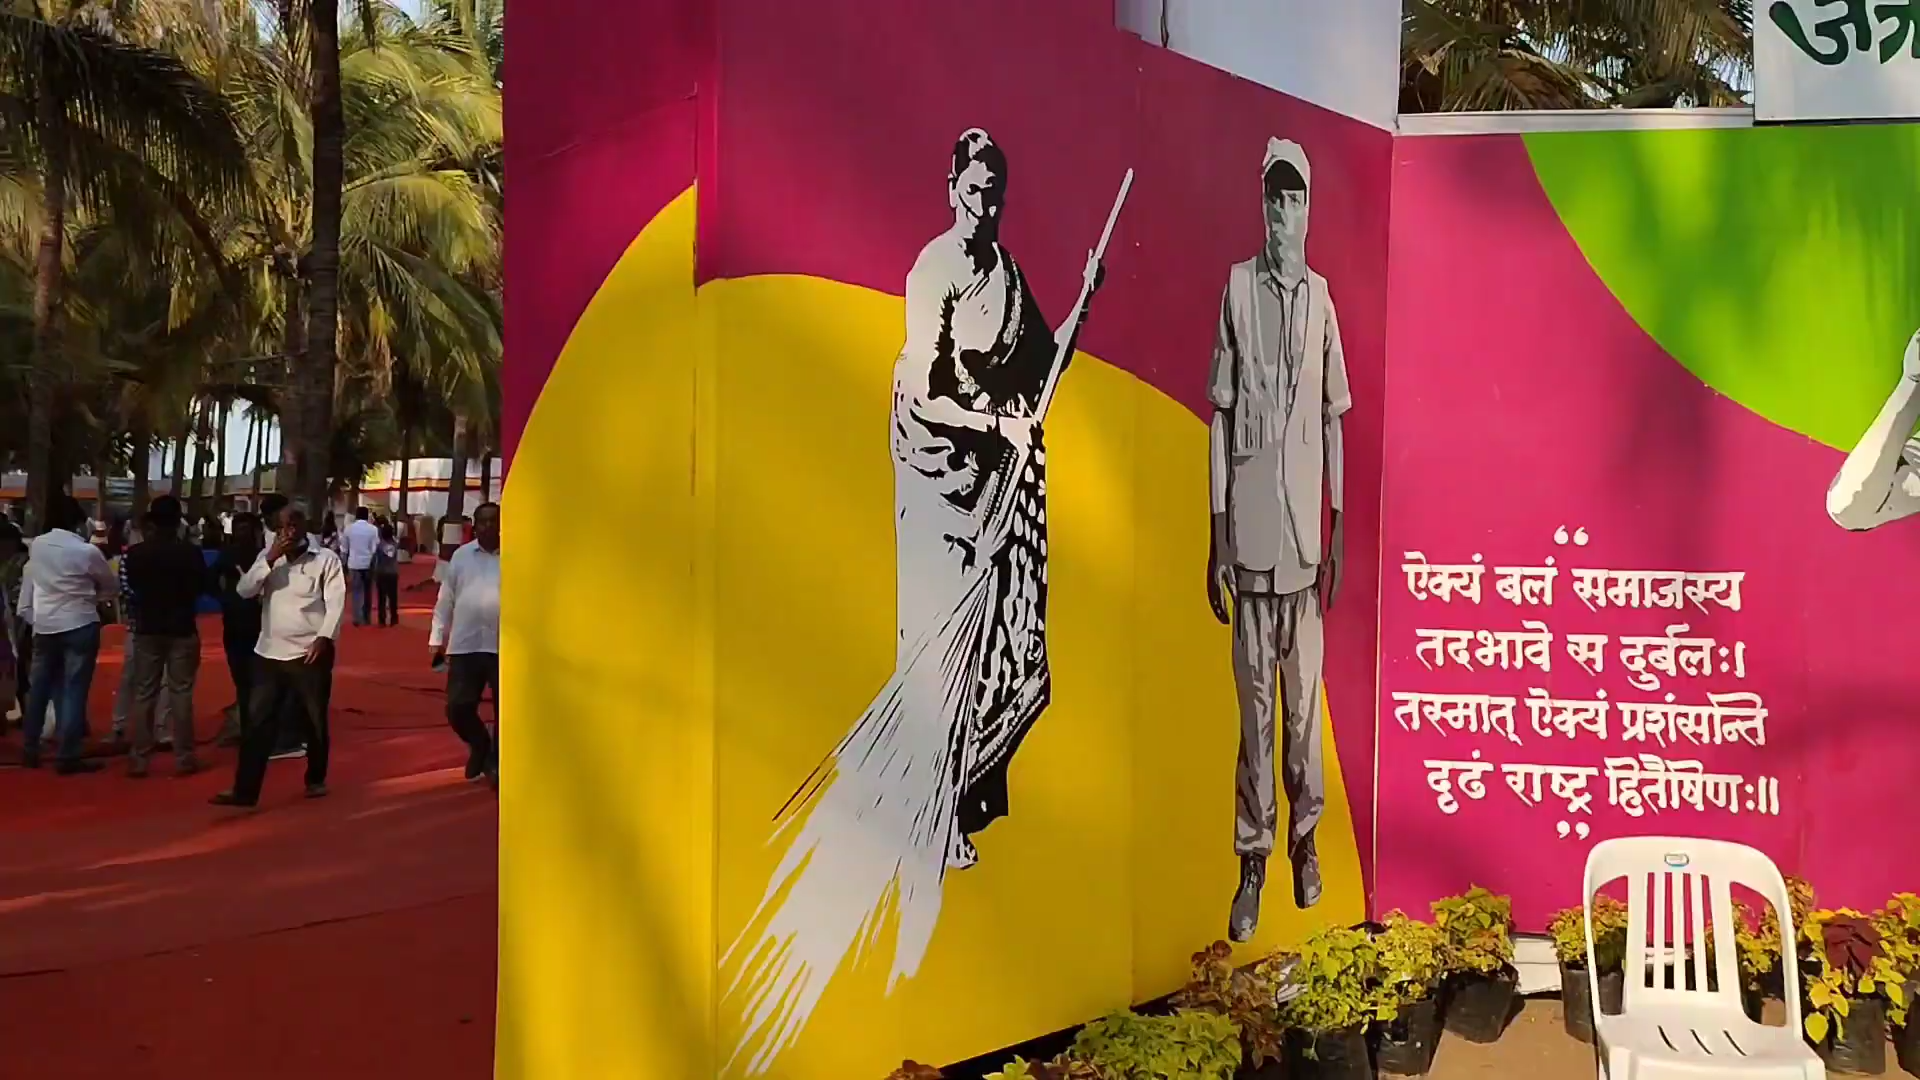 “
ऐक्यं बलं समाजस्य
तदभावे स दुर्बलः।
तस्मात् ऐक्यं प्रशंसन्ति
दृढं राष्ट्र हितैषिणः॥
”